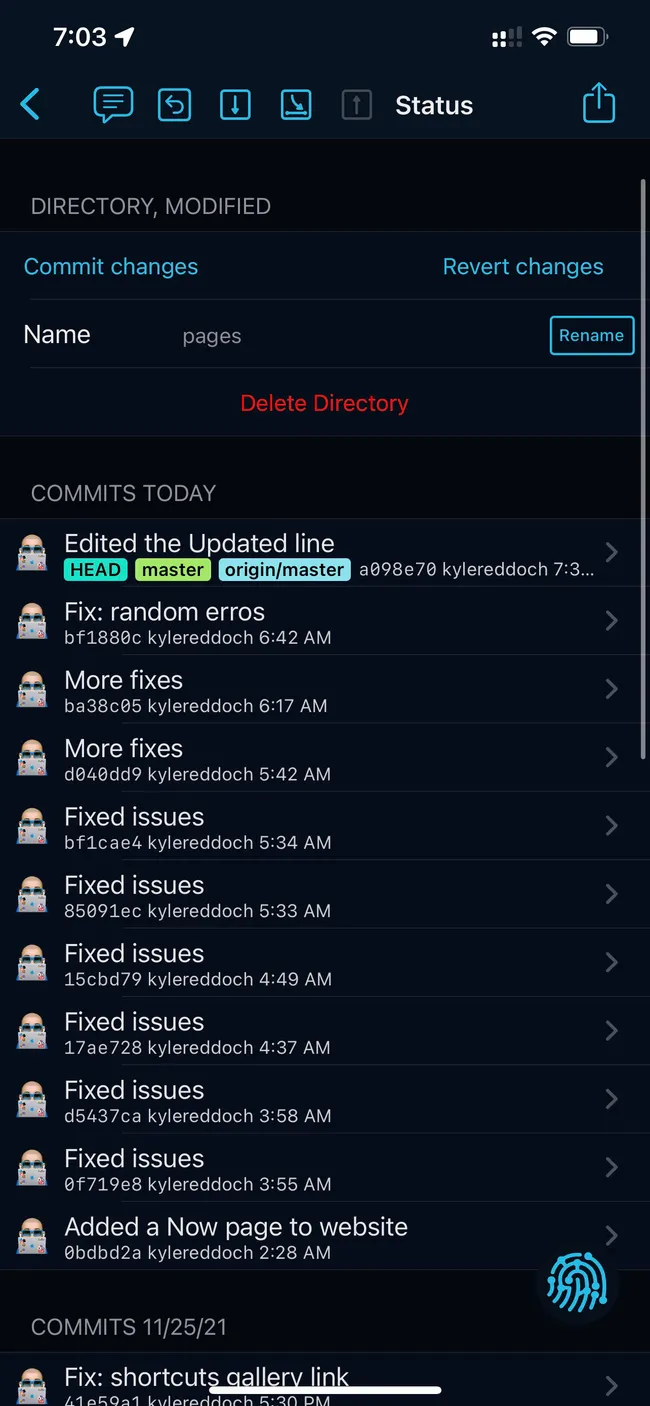 7:03
Status
DIRECTORY, MODIFIED
Commit changes Revert changes
Name pages Rename
Delete Directory
COMMITS TODAY
Edited the Updated line
HEAD master origin/master a098e70 kylereddoch 7:3...
Fix: random erros
bf1880c kylereddoch 6:42 AM
More fixes
ba38c05 kylereddoch 6:17 AM
More fixes
d040dd9 kylereddoch 5:42 AM
Fixed issues
bf1cae4 kylereddoch 5:34 AM
Fixed issues
85091ec kylereddoch 5:33 AM
Fixed issues
15cbd79 kylereddoch 4:49 AM
Fixed issues
17ae728 kylereddoch 4:37 AM
Fixed issues
d5437ca kylereddoch 3:58 AM
Fixed issues
0f719e8 kylereddoch 3:55 AM
Added a Now page to website
0bdbd2a kylereddoch 2:28 AM
COMMITS 11/25/21
Fix: shortcuts gallery link
41e59a1 kylereddoch 5:30 PM